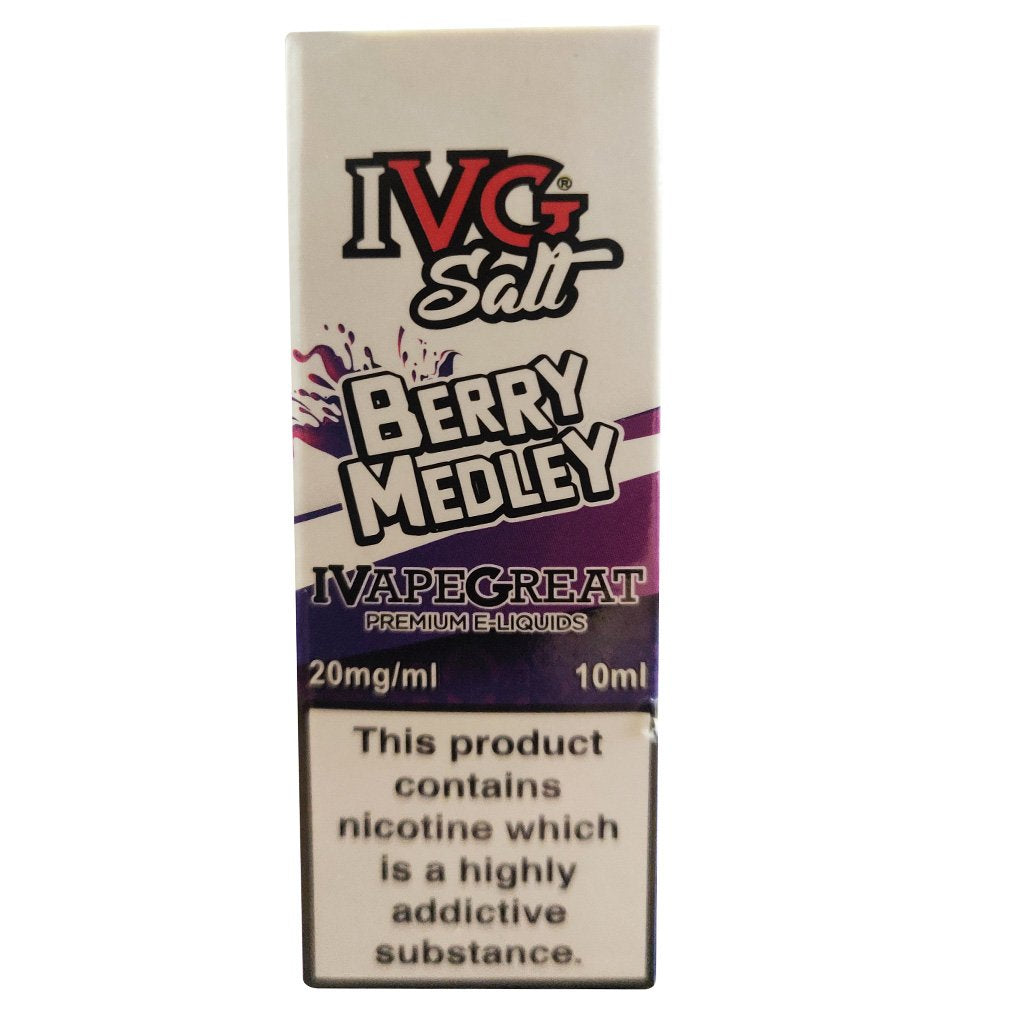 IVG®
Salt
BERRY
MEDLEY
IVAPEGREAT
PREMIUM E-LIQUIDS
20mg/ml 10ml
This product
contains
nicotine which
is a highly
addictive
substance.